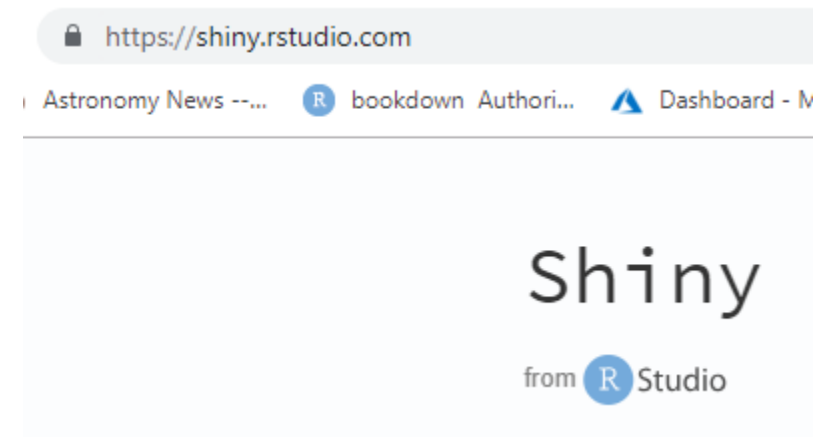 https://shiny.rstudio.com
Astronomy News --... R bookdown Authori... Dashboard - M
Shiny
from R Studio